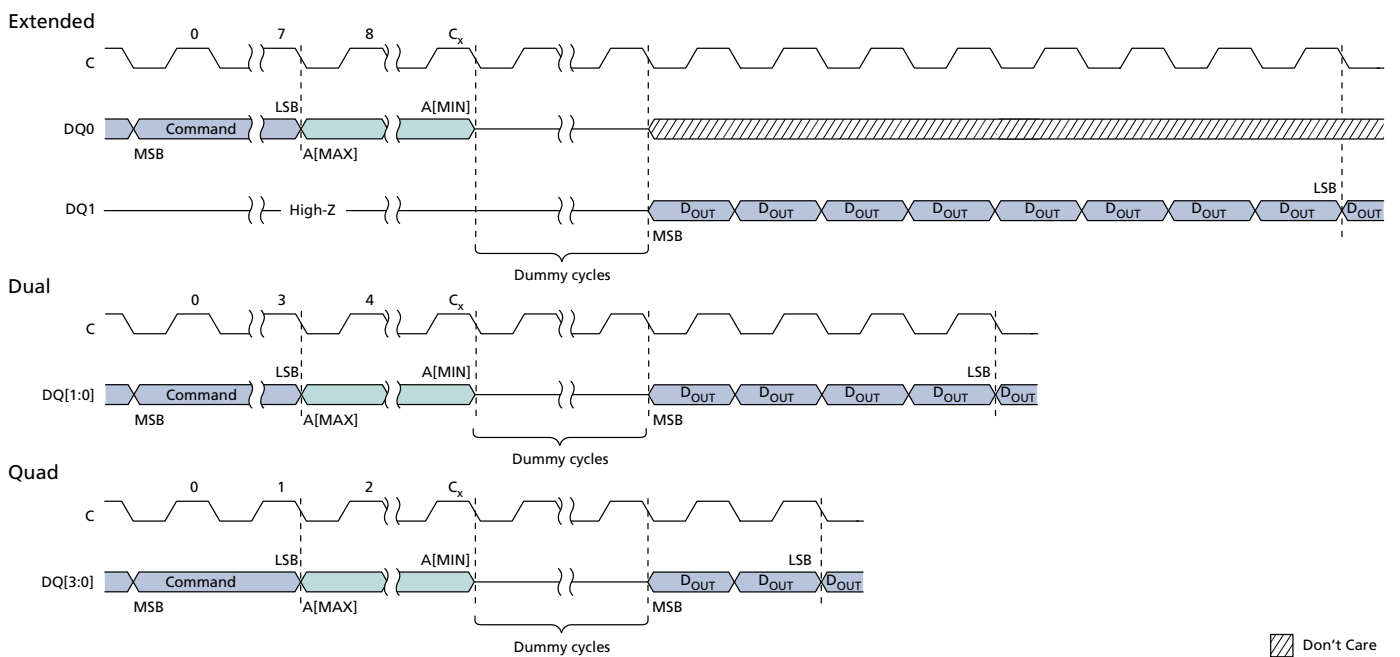 Extended
0 7 8 Cx
C
LSB A[MIN]
DQ0 Command
MSB A[MAX]
LSB
DQ1 High-Z DOUT DOUT DOUT DOUT DOUT DOUT DOUT DOUT DOUT
MSB
Dummy cycles
Dual
0 3 4 Cx
C
LSB A[MIN] LSB
DQ[1:0] Command DOUT DOUT DOUT DOUT DOUT
MSB A[MAX] MSB
Dummy cycles
Quad
0 1 2 Cx
C
LSB A[MIN] LSB
DQ[3:0] Command DOUT DOUT DOUT
MSB A[MAX] MSB
Dummy cycles
Don't Care